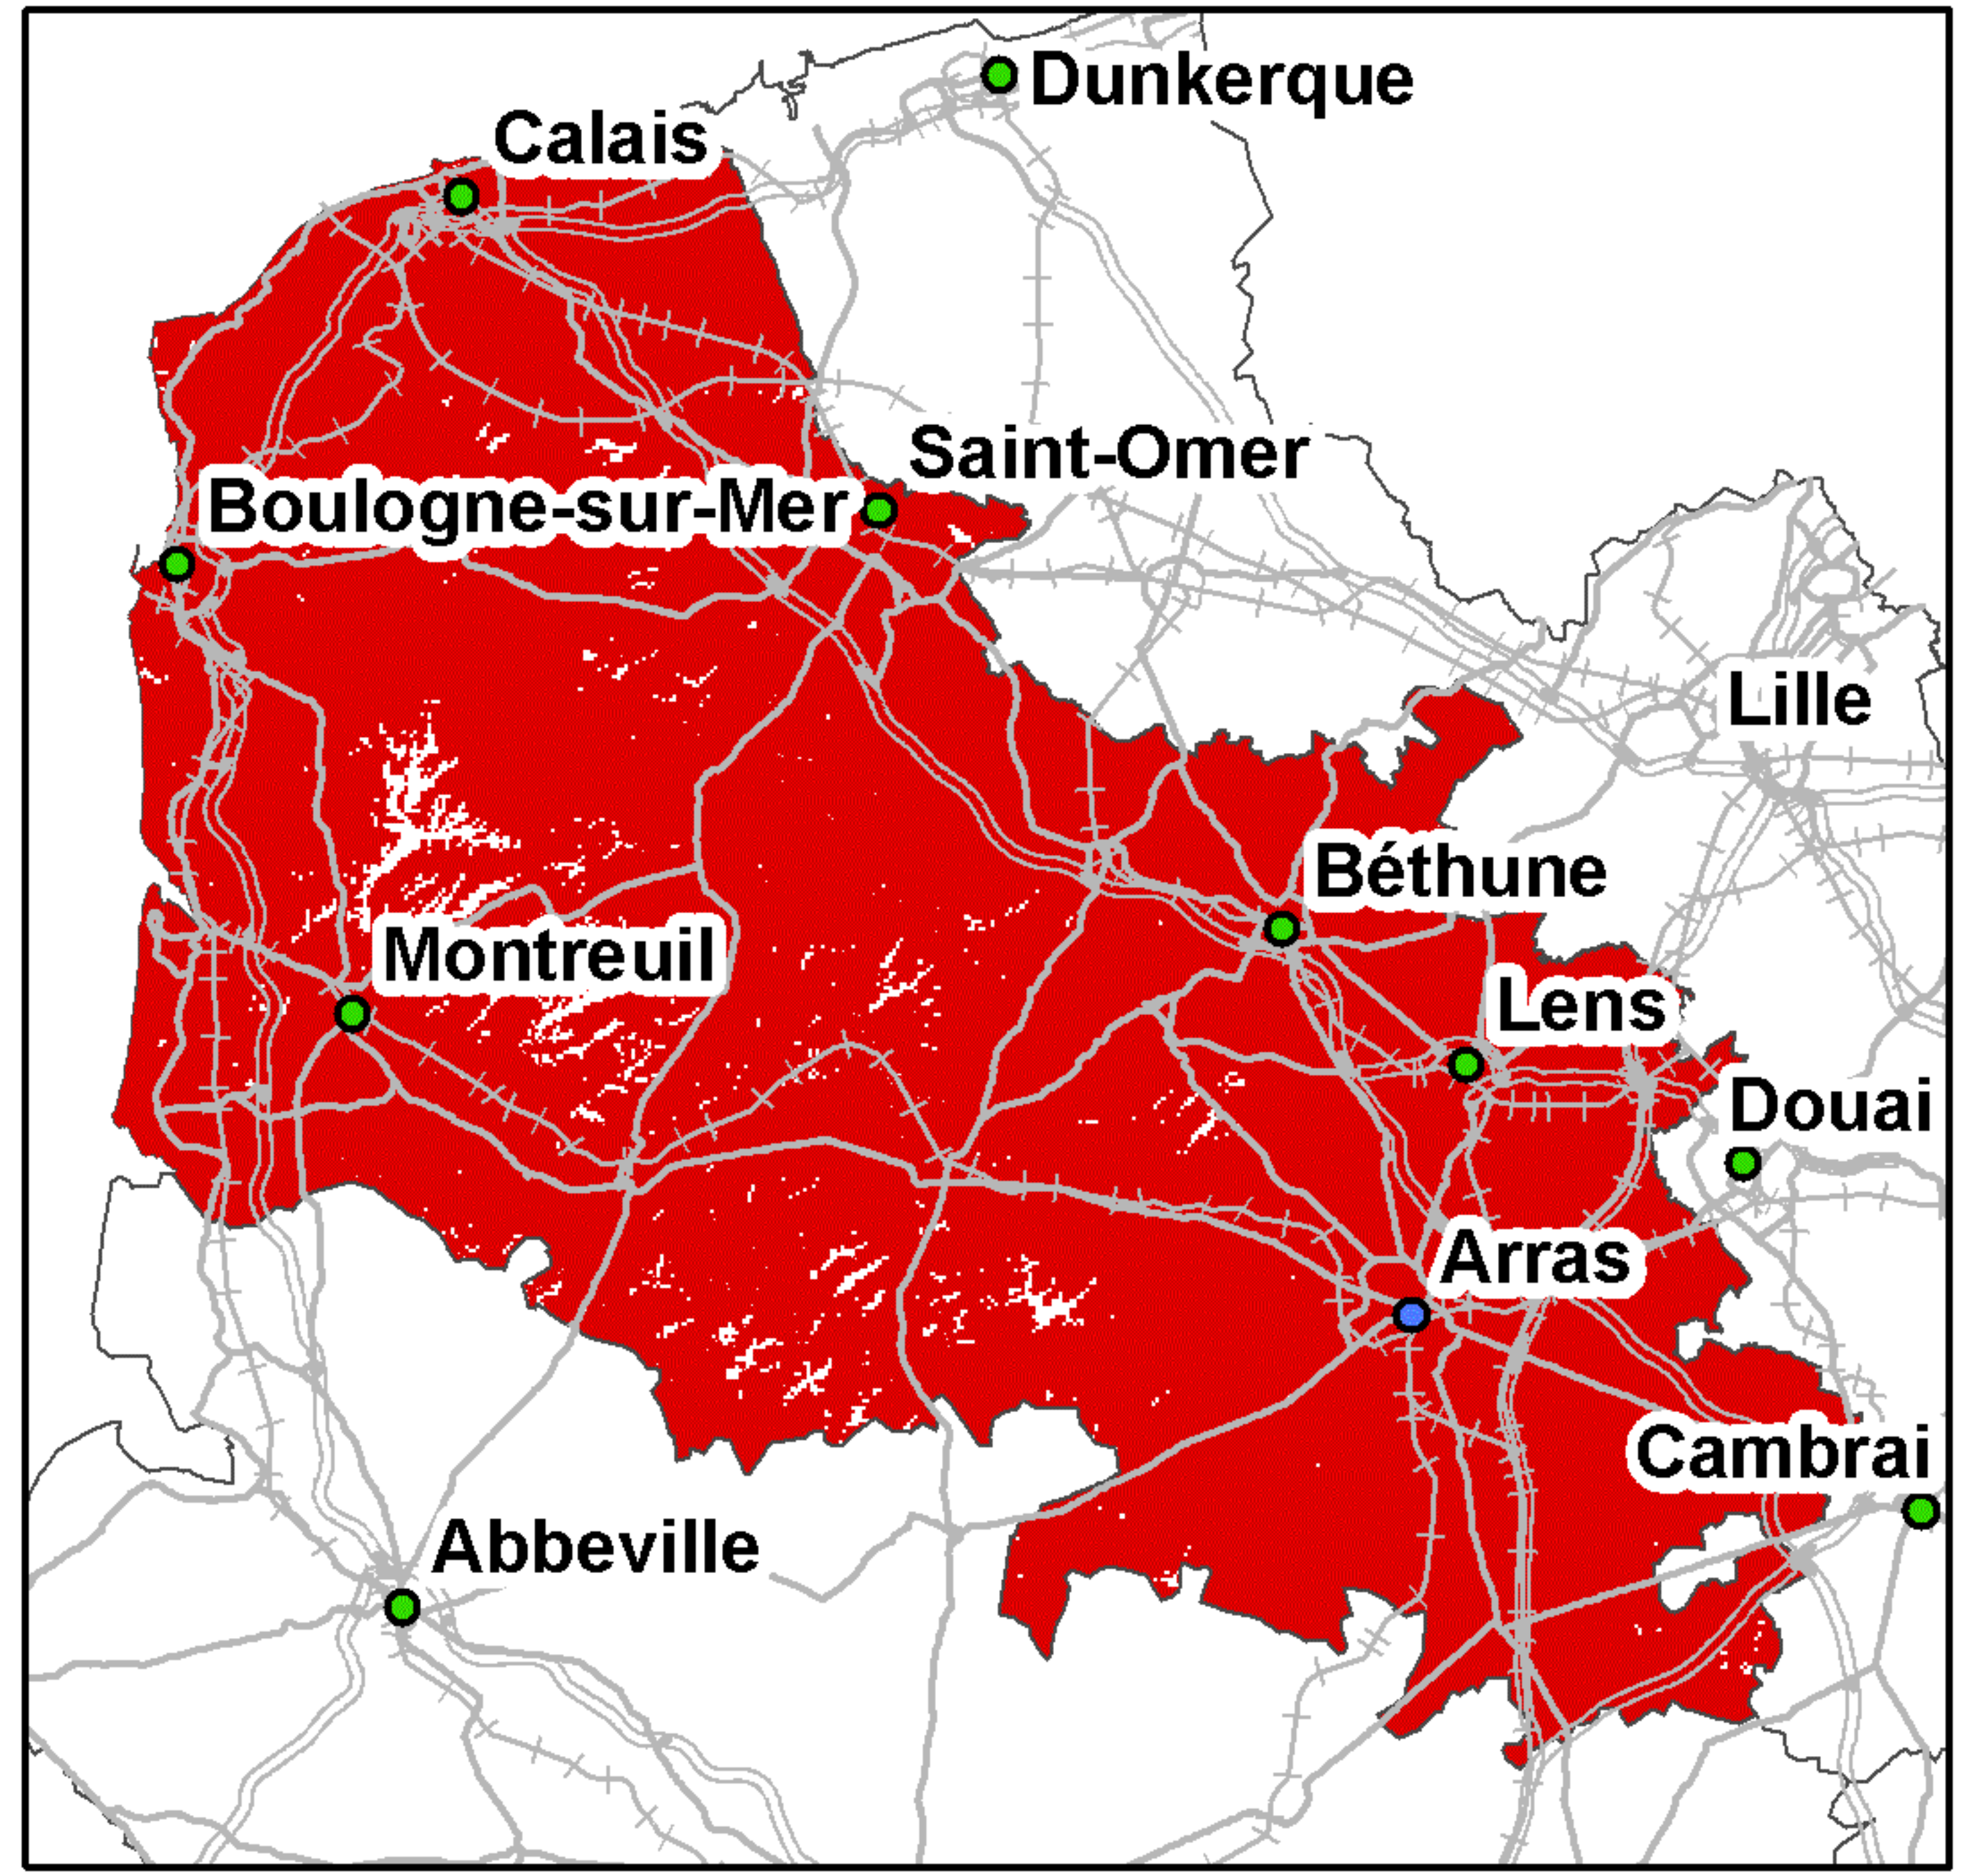 Dunkerque
Calais
Saint-Omer
Boulogne-sur-Mer
Lille
Béthune
Montreuil
Lens
Douai
Arras
Cambrai
Abbeville